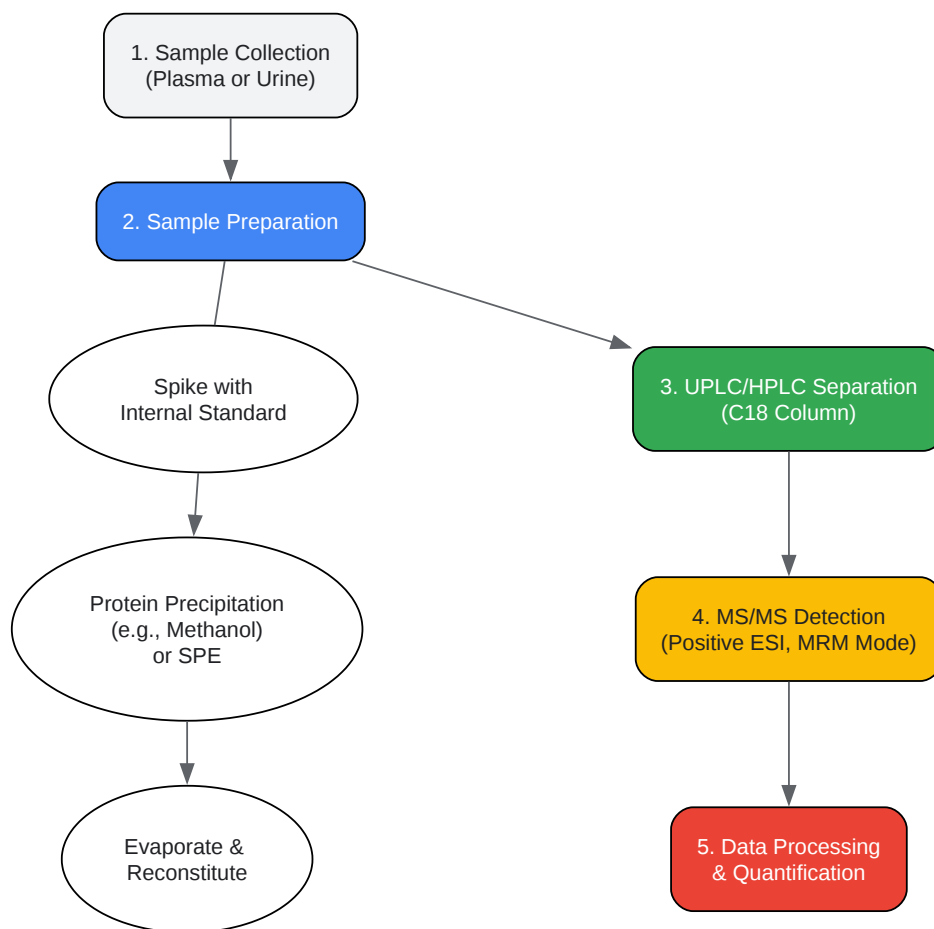 1. Sample Collection
(Plasma or Urine)
2. Sample Preparation
Spike with
Internal Standard
3. UPLC/HPLC Separation
(C18 Column)
Protein Precipitation
(e.g., Methanol)
or SPE
4. MS/MS Detection
(Positive ESI, MRM Mode)
Evaporate &
Reconstitute
5. Data Processing
& Quantification